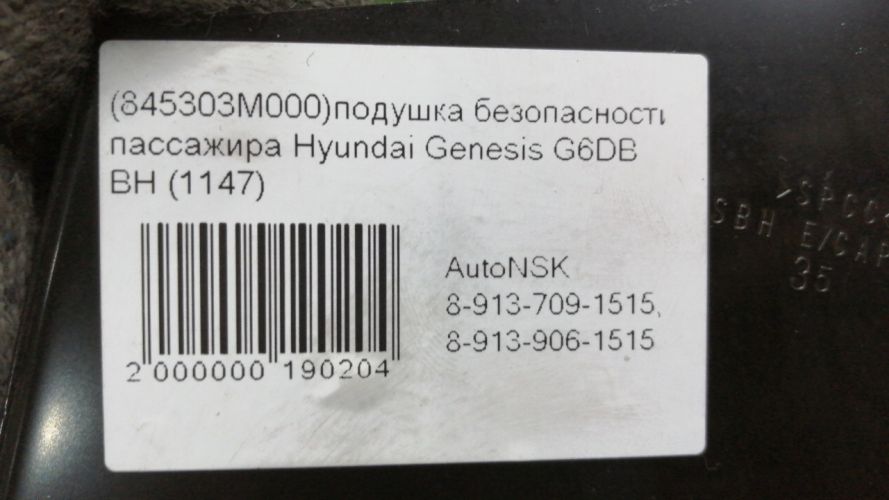 (845303M000)подушка безопасности
пассажира Hyundai Genesis G6DB
BH (1147)
AutoNSK
8-913-709-1515,
8-913-906-1515
2 000000 190204
SBH E/CAP
35